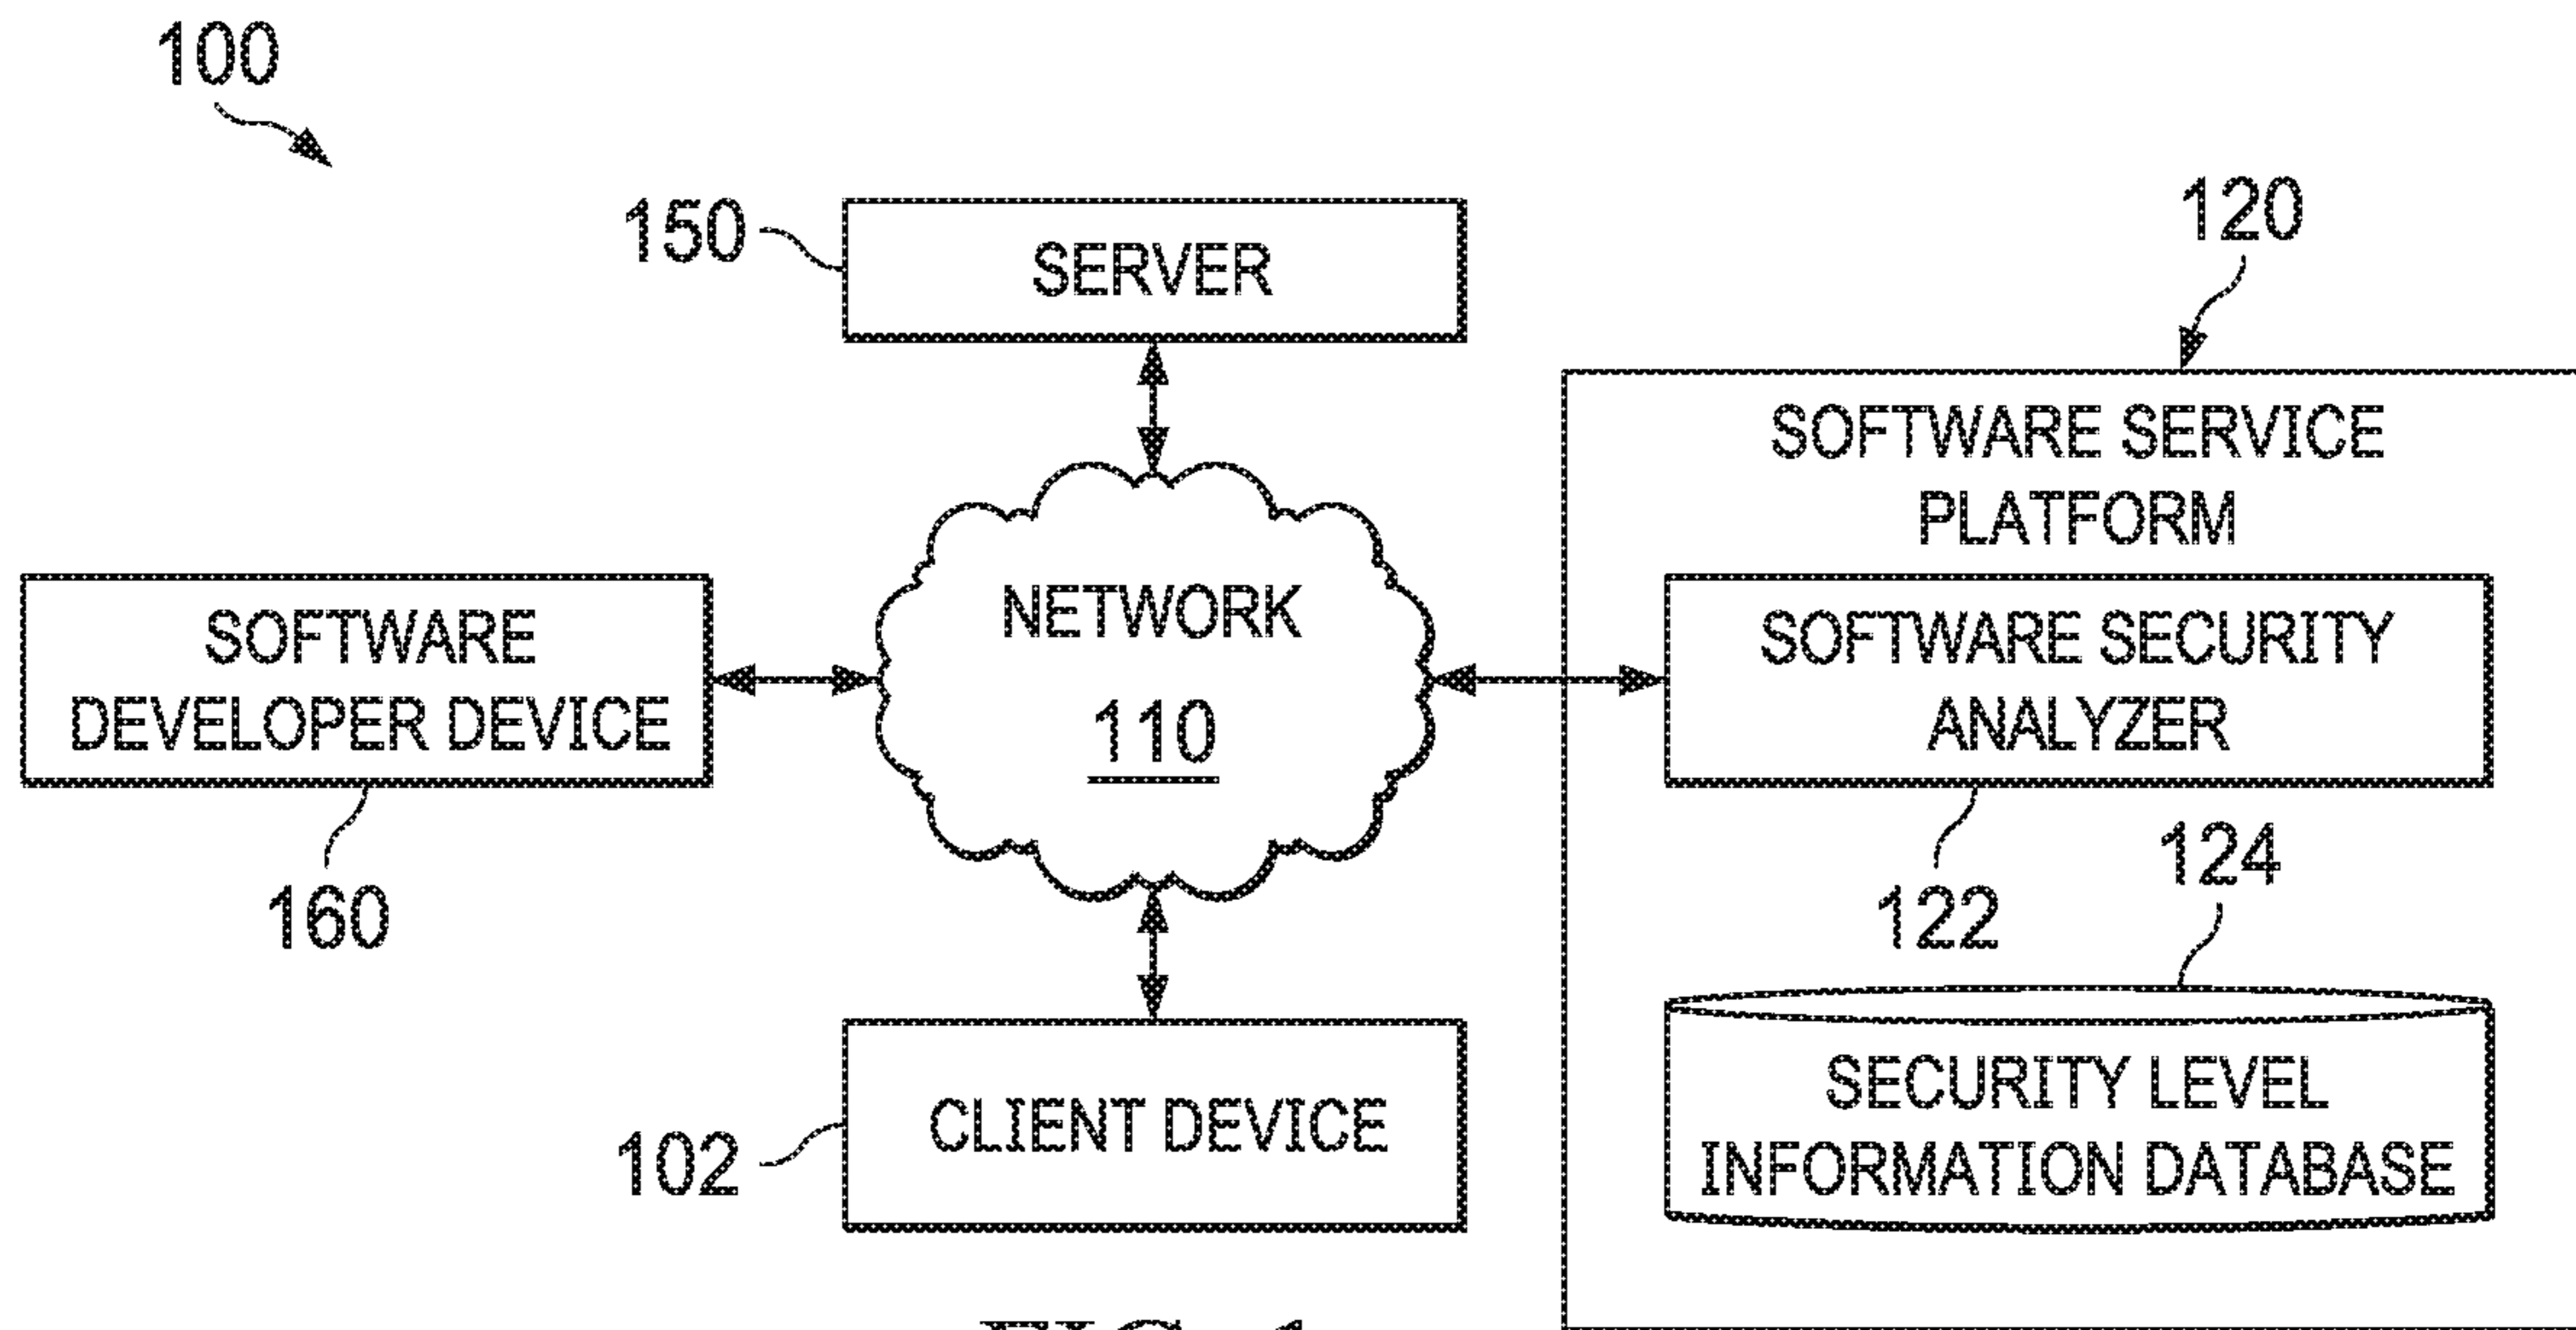 100
150
SERVER
120
SOFTWARE SERVICE
PLATFORM
SOFTWARE
DEVELOPER DEVICE
160
NETWORK
110
SOFTWARE SECURITY
ANALYZER
122
124
102
CLIENT DEVICE
SECURITY LEVEL
INFORMATION DATABASE